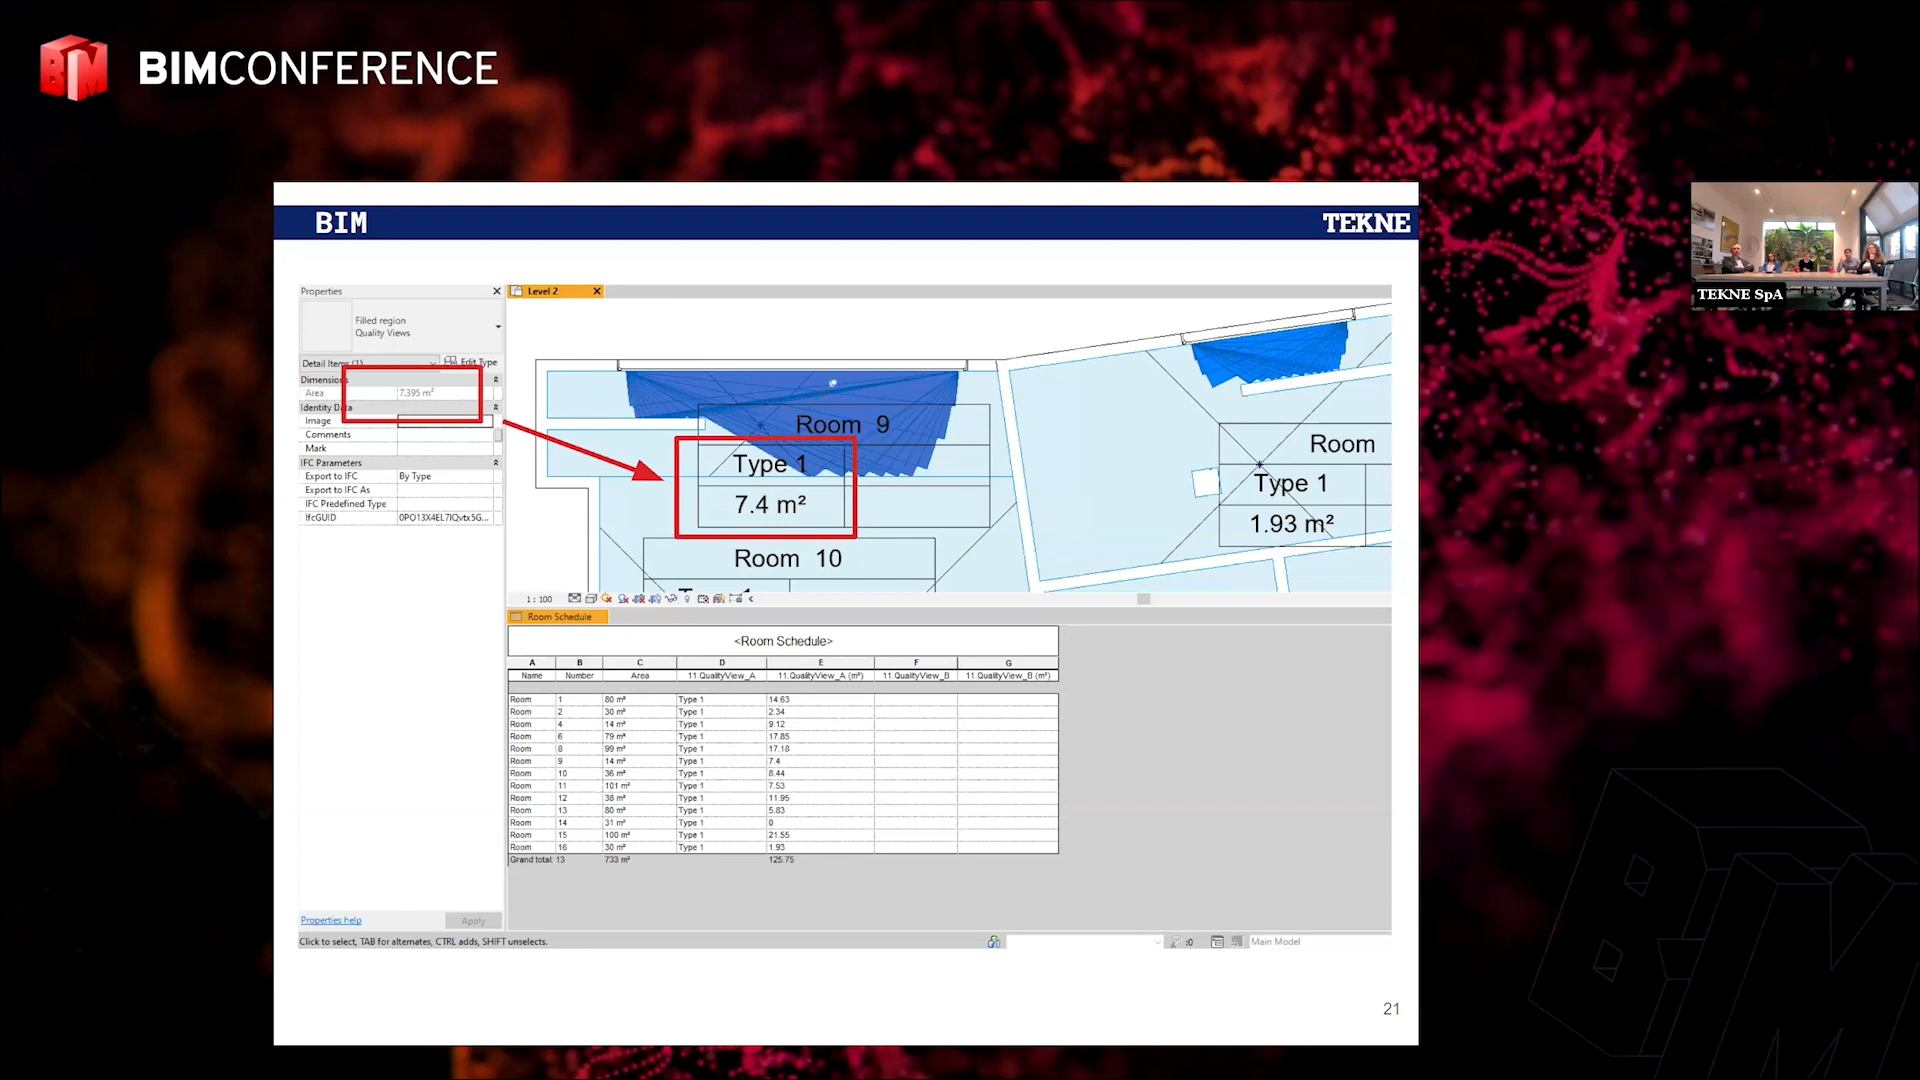 BIMCONFERENCE
BIM TEKNE
TEKNE SpA
Properties
Filled region
Quality Views
Detail Items (1) Edit Type
Dimensions
Area 7.395 m²
Identity Data
Image
Comments
Mark
IFC Parameters
Export to IFC By Type
Export to IFC As
IFC Predefined Type
IfcGUID 0PO13X4EL7IQvtx5G...
Properties help Apply
Level 2
Room 9
Type 1
7.4 m²
Room 10
Room
Type 1
1.93 m²
1 : 100
Room Schedule
<Room Schedule>
A B C D E F G
Name Number Area 11.QualityView_A 11.QualityView_A (m²) 11.QualityView_B 11.QualityView_B (m²)
Room 1 80 m² Type 1 14.63
Room 2 30 m² Type 1 2.34
Room 4 14 m² Type 1 9.12
Room 6 79 m² Type 1 17.85
Room 8 99 m² Type 1 17.18
Room 9 14 m² Type 1 7.4
Room 10 36 m² Type 1 8.44
Room 11 101 m² Type 1 7.53
Room 12 38 m² Type 1 11.95
Room 13 80 m² Type 1 5.83
Room 14 31 m² Type 1 0
Room 15 100 m² Type 1 21.55
Room 16 30 m² Type 1 1.93
Grand total: 13 733 m² 125.75
Click to select, TAB for alternates, CTRL adds, SHIFT unselects. :0 Main Model
21